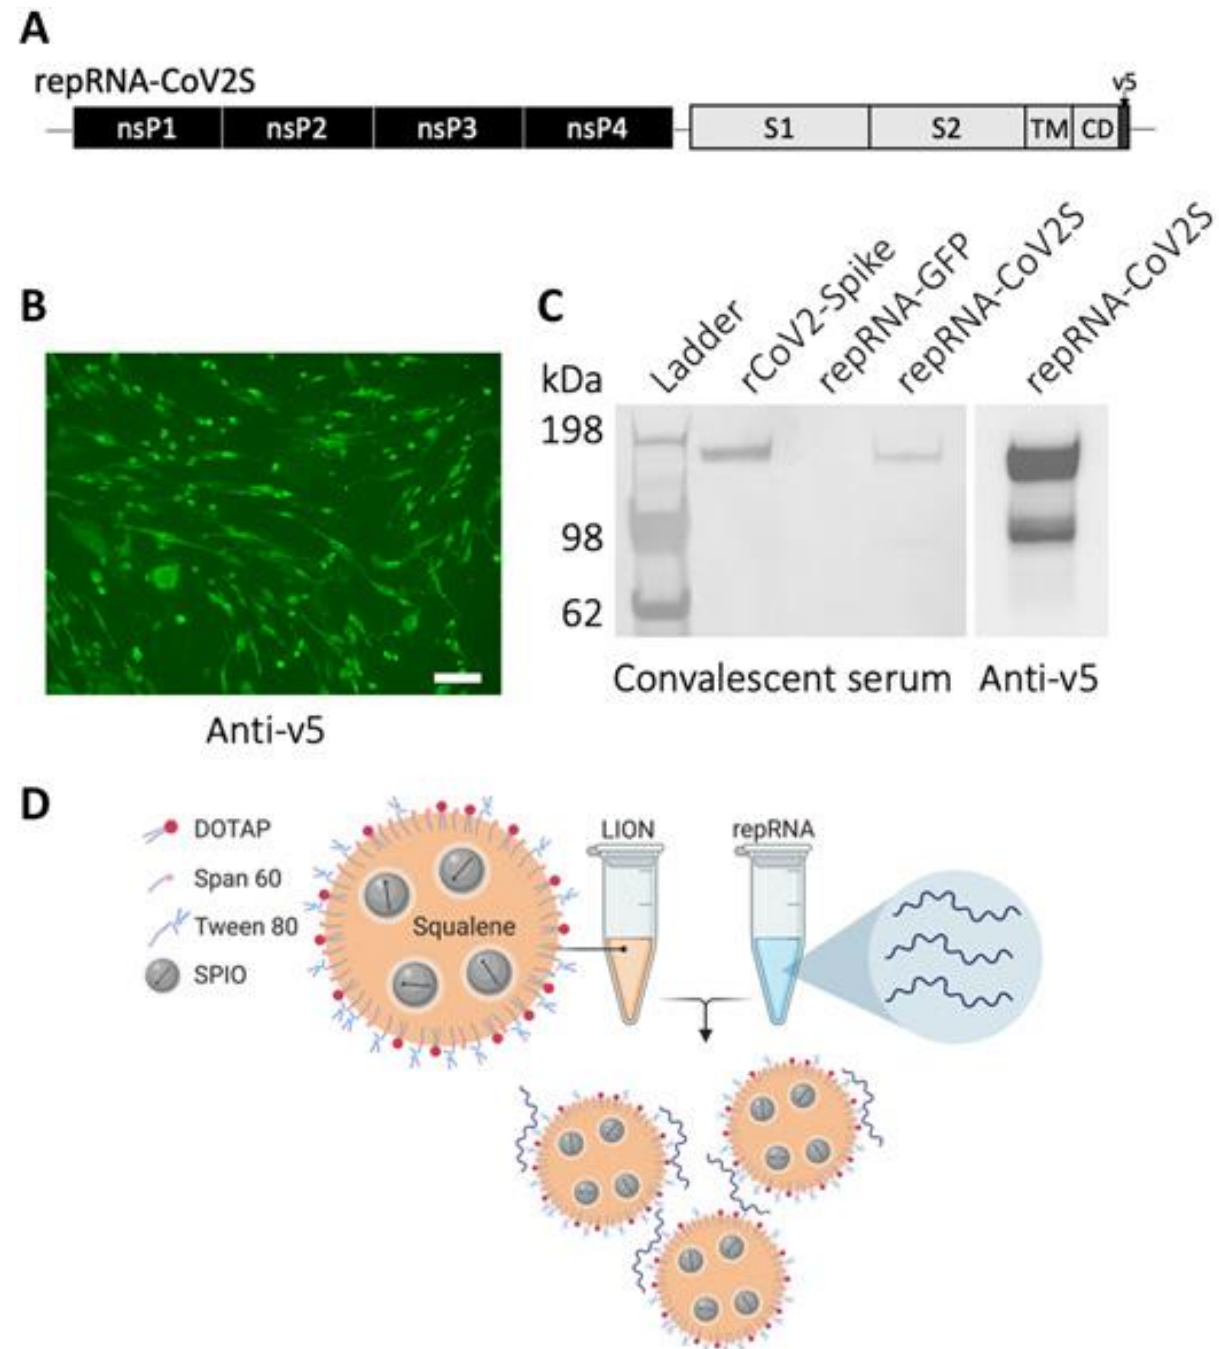 A
repRNA-CoV2S
v5
nsP1 nsP2 nsP3 nsP4 S1 S2 TM CD
B
Anti-v5
C
kDa
Ladder
rCoV2-Spike
repRNA-GFP
repRNA-CoV2S
repRNA-CoV2S
198
98
62
Convalescent serum
Anti-v5
D
DOTAP
Span 60
Tween 80
SPIO
Squalene
LION
repRNA